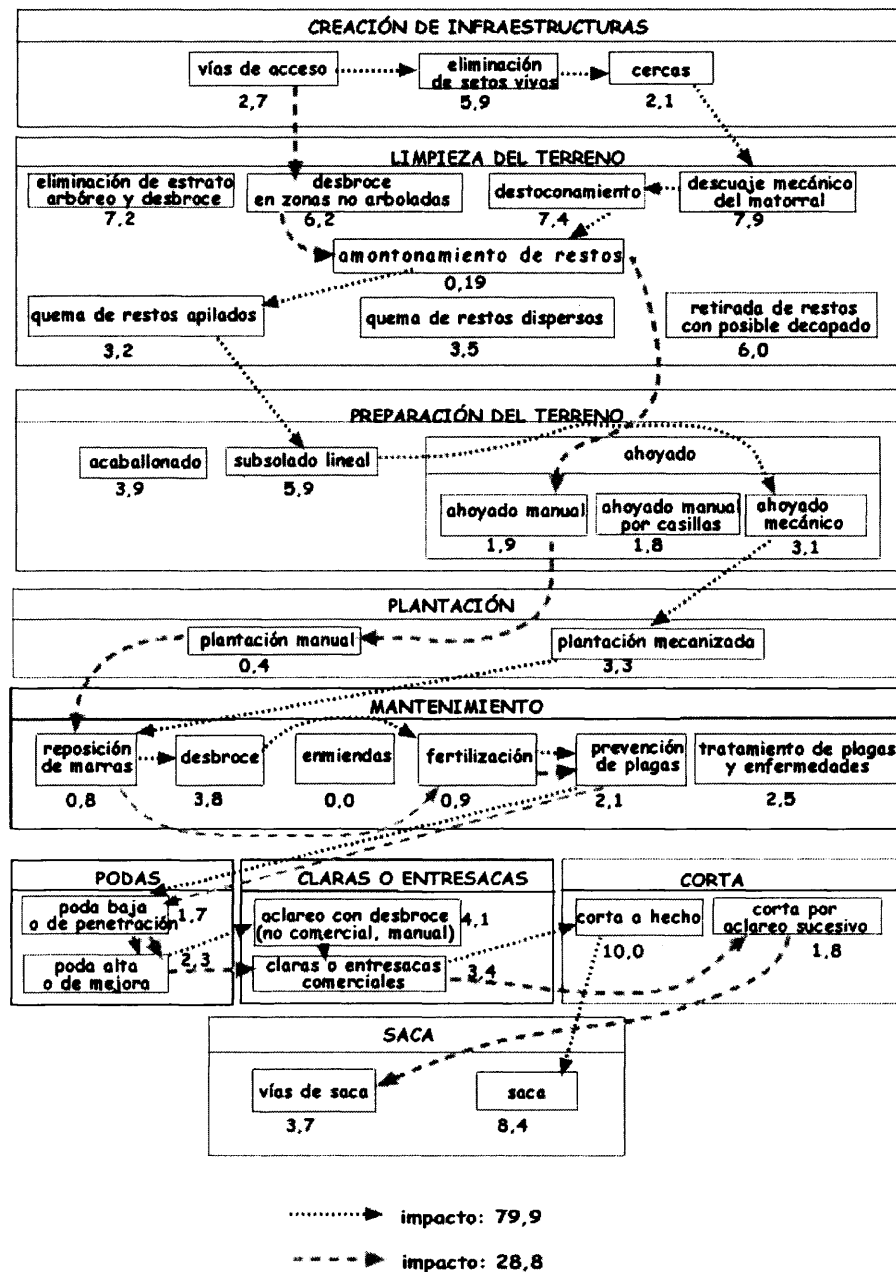 CREACIÓN DE INFRAESTRUCTURAS
vías de acceso
eliminación
de setos vivos
cercas
2,7
5,9
2,1
LIMPIEZA DEL TERRENO
eliminación de estrato
arbóreo y desbroce
desbroce
en zonas no arboladas
destoconamiento
descuaje mecánico
del matorral
7,2
6,2
7,4
7,9
amontonamiento de restos
0,19
quema de restos apilados
quema de restos dispersos
retirada de restos
con posible decapado
3,2
3,5
6,0
PREPARACIÓN DEL TERRENO
acaballonado
subsolado lineal
ahoyado
3,9
5,9
ahoyado manual
ahoyado manual
por casillas
ahoyado
mecánico
1,9
1,8
3,1
PLANTACIÓN
plantación manual
plantación mecanizada
0,4
3,3
MANTENIMIENTO
reposición
de marras
desbroce
enmiendas
fertilización
prevención
de plagas
tratamiento de plagas
y enfermedades
0,8
3,8
0,0
0,9
2,1
2,5
PODAS
poda baja
o de penetración
1,7
poda alta
o de mejora
2,3
CLARAS O ENTRESACAS
aclareo con desbroce
(no comercial, manual)
4,1
claras o entresacas
comerciales
3,4
CORTA
corta a hecho
corta por
aclareo sucesivo
10,0
1,8
SACA
vías de saca
saca
3,7
8,4
impacto: 79,9
impacto: 28,8